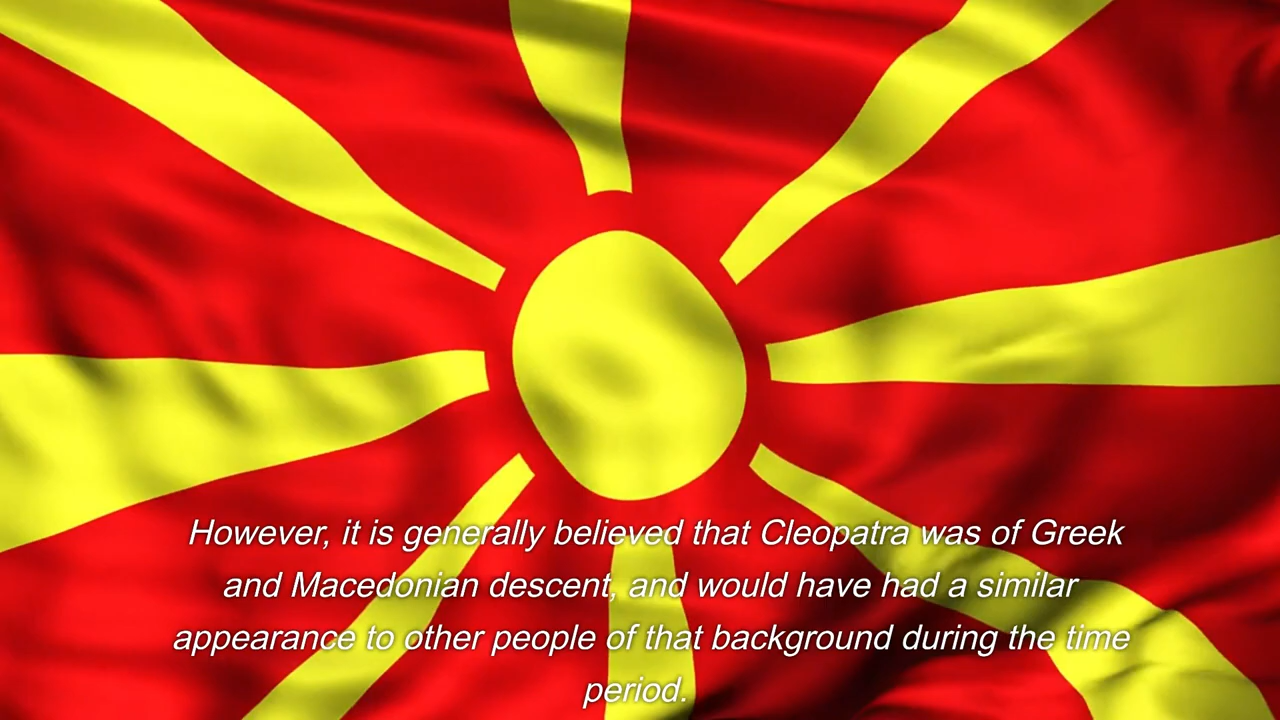 However, it is generally believed that Cleopatra was of Greek
and Macedonian descent, and would have had a similar
appearance to other people of that background during the time
period.